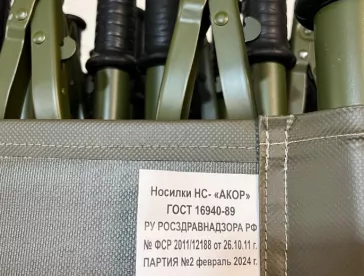 Носилки НС- «АКОР»
ГОСТ 16940-89
РУ РОСЗДРАВНАДЗОРА РФ
№ ФСР 2011/12188 от 26.10.11 г.
ПАРТИЯ №2 февраль 2024 г.